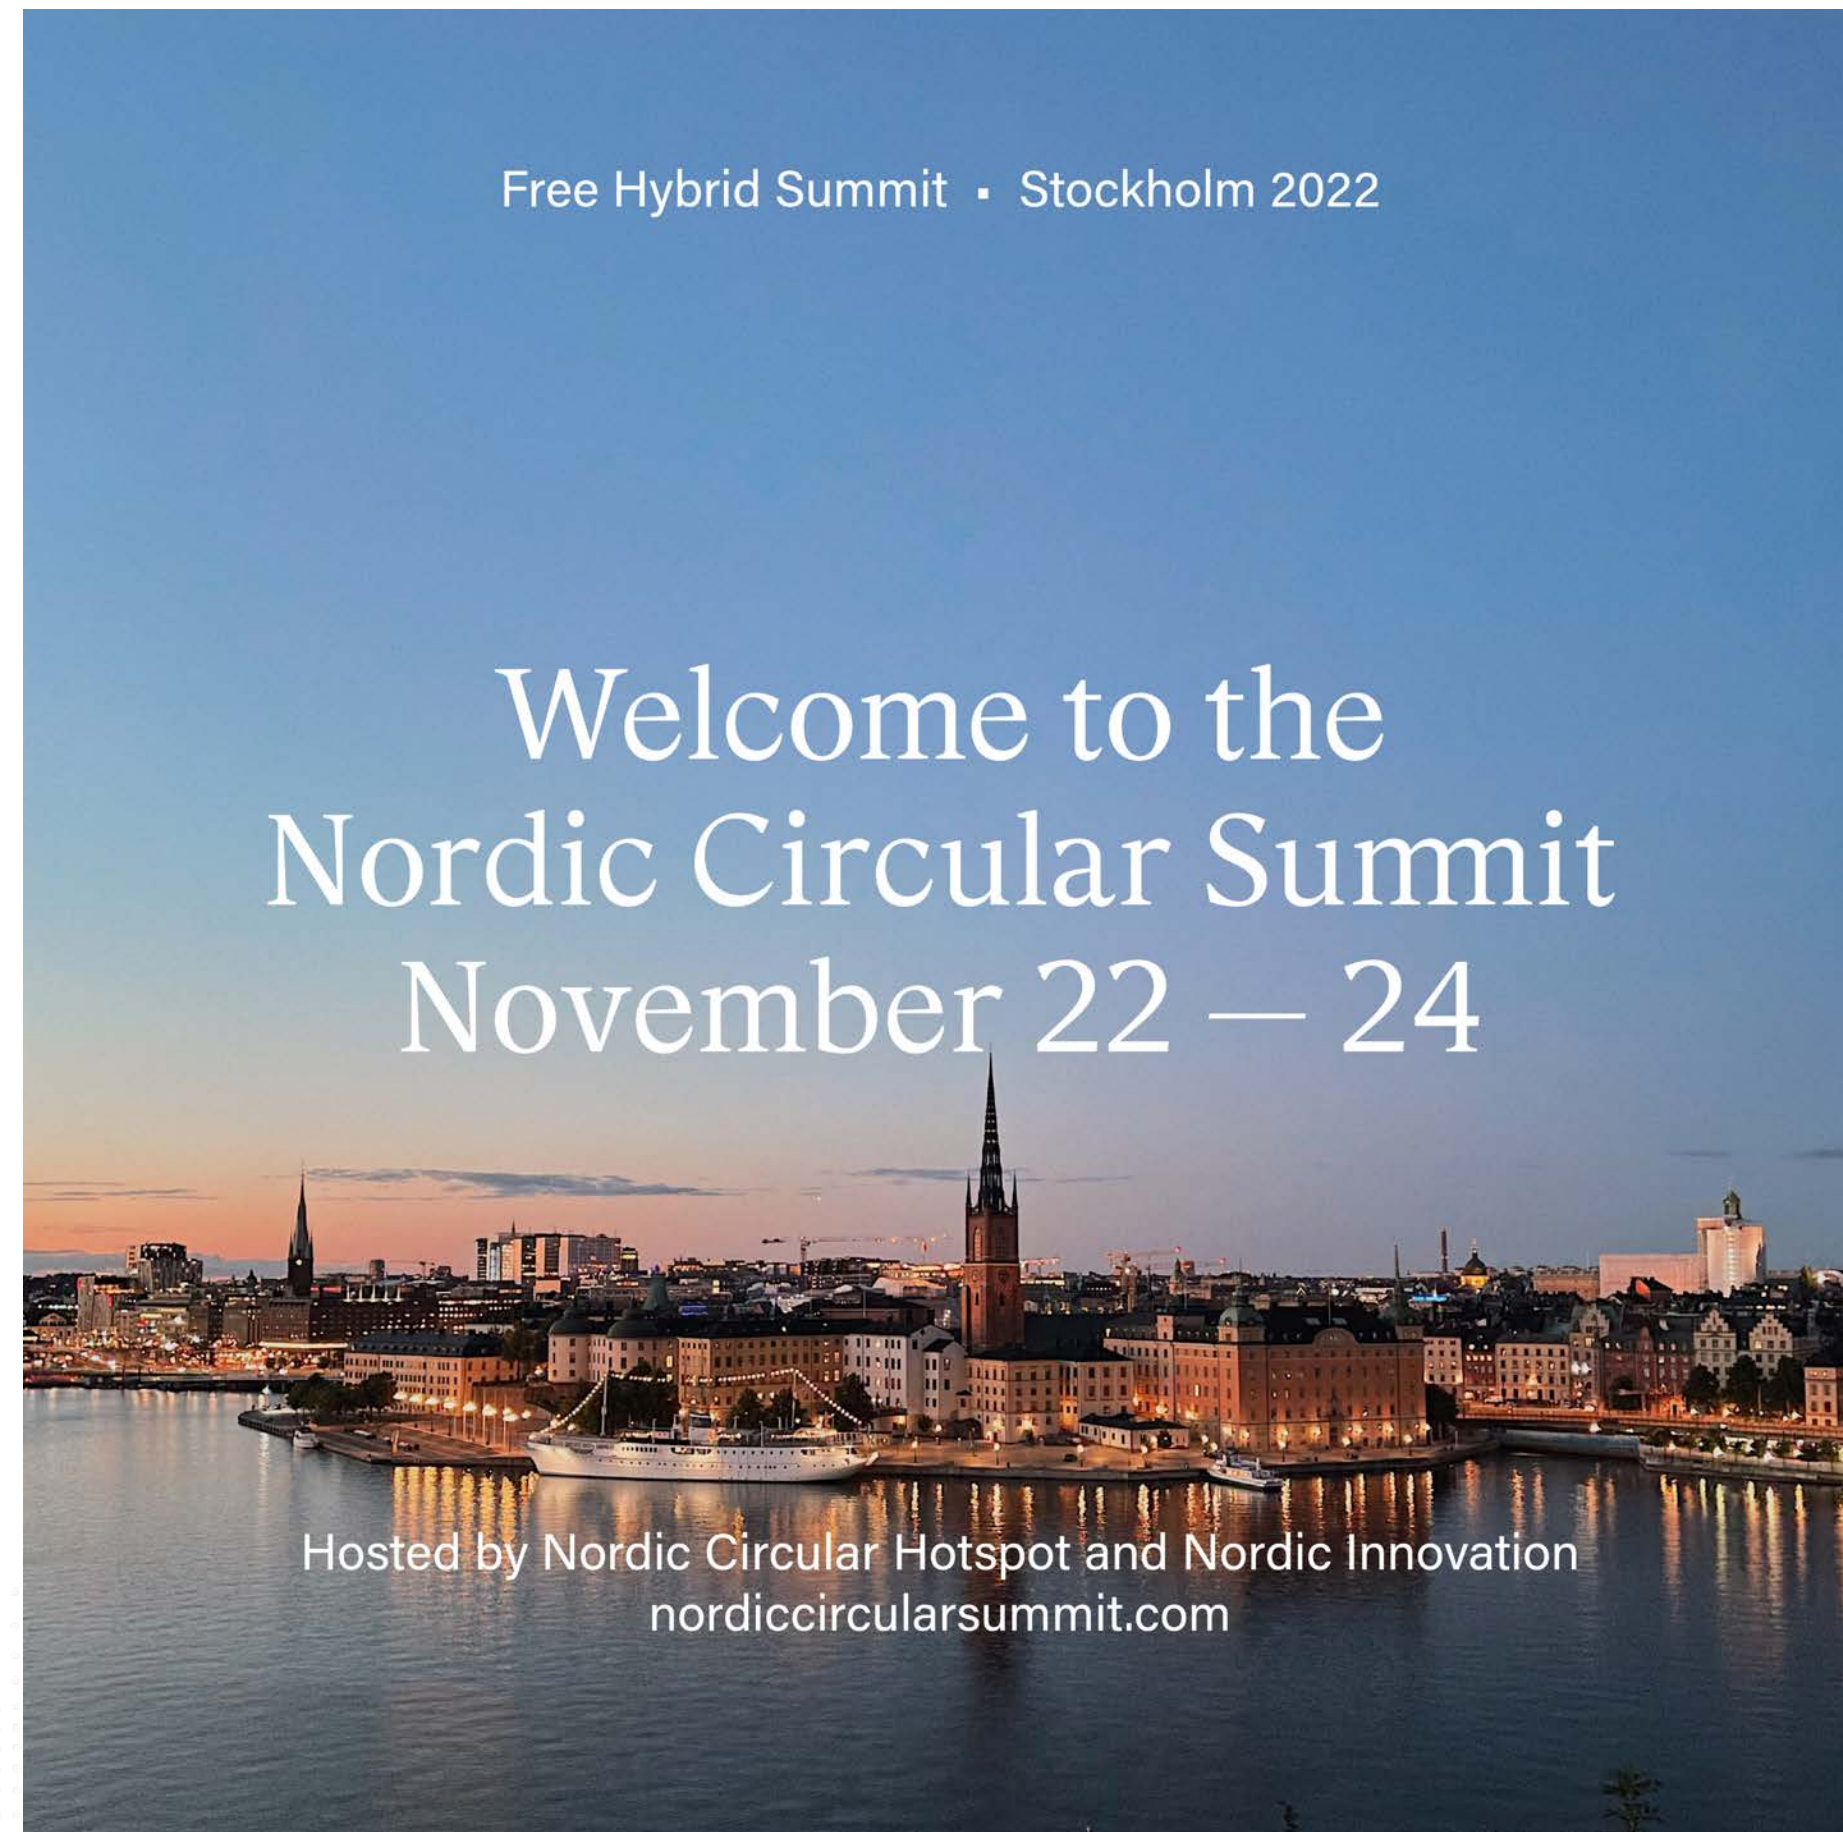 Free Hybrid Summit ▪ Stockholm 2022
Welcome to the
Nordic Circular Summit
November 22 — 24
Hosted by Nordic Circular Hotspot and Nordic Innovation
nordiccircularsummit.com